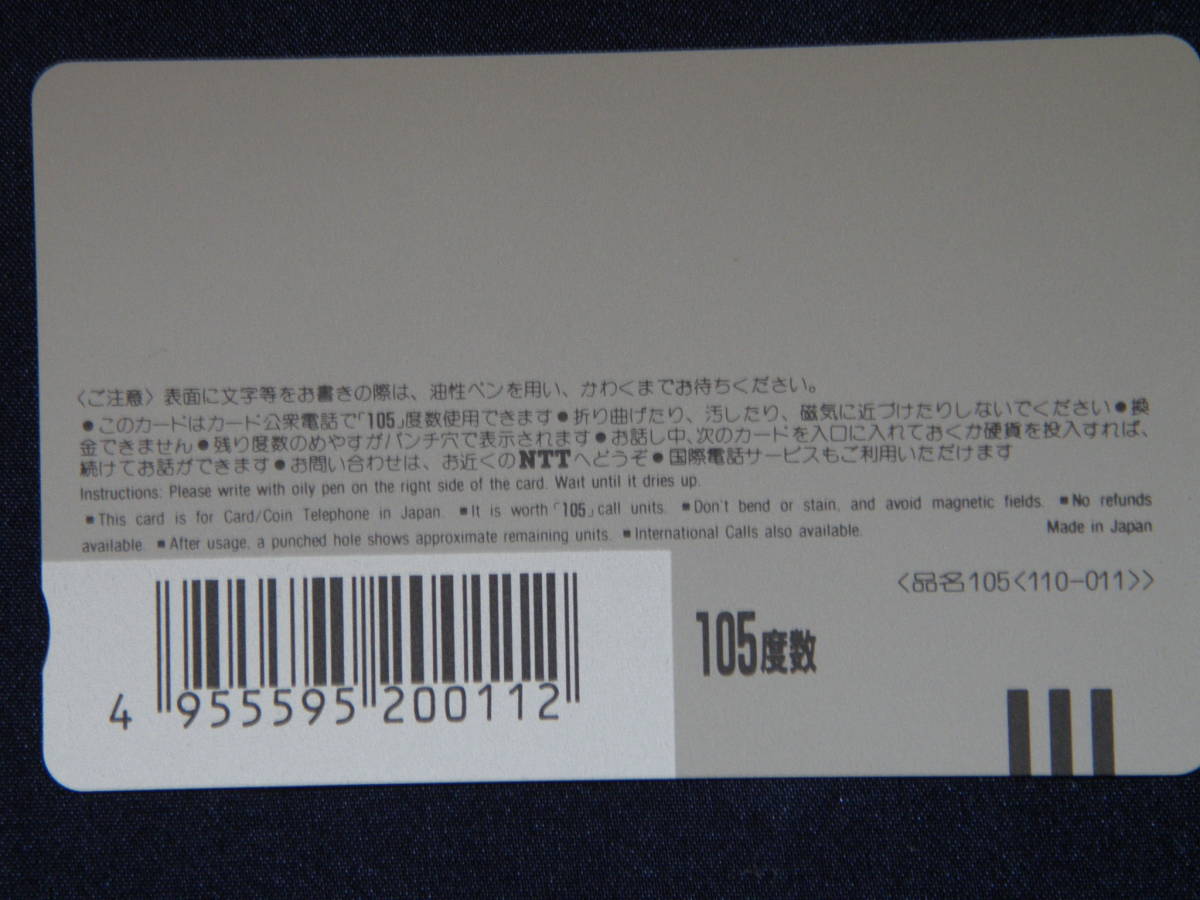 〈ご注意〉表面に文字等をお書きの際は、油性ペンを用い、かわくまでお待ちください。
●このカードはカード公衆電話で「105」度数使用できます●折り曲げたり、汚したり、磁気に近づけたりしないでください●換
金できません●残り度数のめやすがパンチ穴で表示されます●お話し中、次のカードを入口に入れておくか硬貨を投入すれば、
続けてお話ができます●お問い合わせは、お近くのNTTへどうぞ●国際電話サービスもご利用いただけます
Instructions: Please write with oily pen on the right side of the card. Wait until it dries up.
■This card is for Card/Coin Telephone in Japan. ■It is worth「105」call units. ■Don't bend or stain, and avoid magnetic fields. ■No refunds
available. ■After usage, a punched hole shows approximate remaining units. ■International Calls also available. Made in Japan
〈品名105〈110-011〉〉
105度数
4 955595 200112